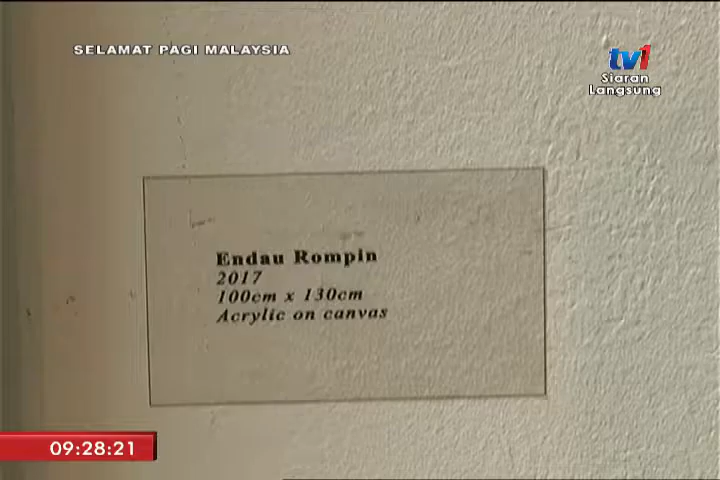 SELAMAT PAGI MALAYSIA
tv1
Siaran
Langsung
Endau Rompin
2017
100cm x 130cm
Acrylic on canvas
09:28:21